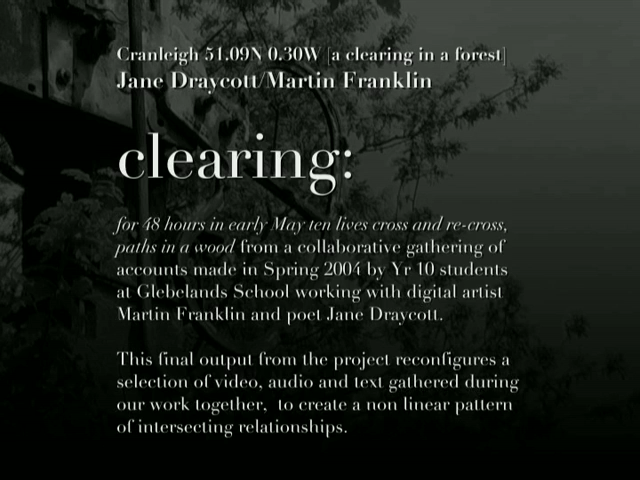 Cranleigh 51.09N 0.30W [a clearing in a forest]
Jane Draycott/Martin Franklin
clearing:
for 48 hours in early May ten lives cross and re-cross,
paths in a wood from a collaborative gathering of
accounts made in Spring 2004 by Yr 10 students
at Glebelands School working with digital artist
Martin Franklin and poet Jane Draycott.
This final output from the project reconfigures a
selection of video, audio and text gathered during
our work together,  to create a non linear pattern
of intersecting relationships.